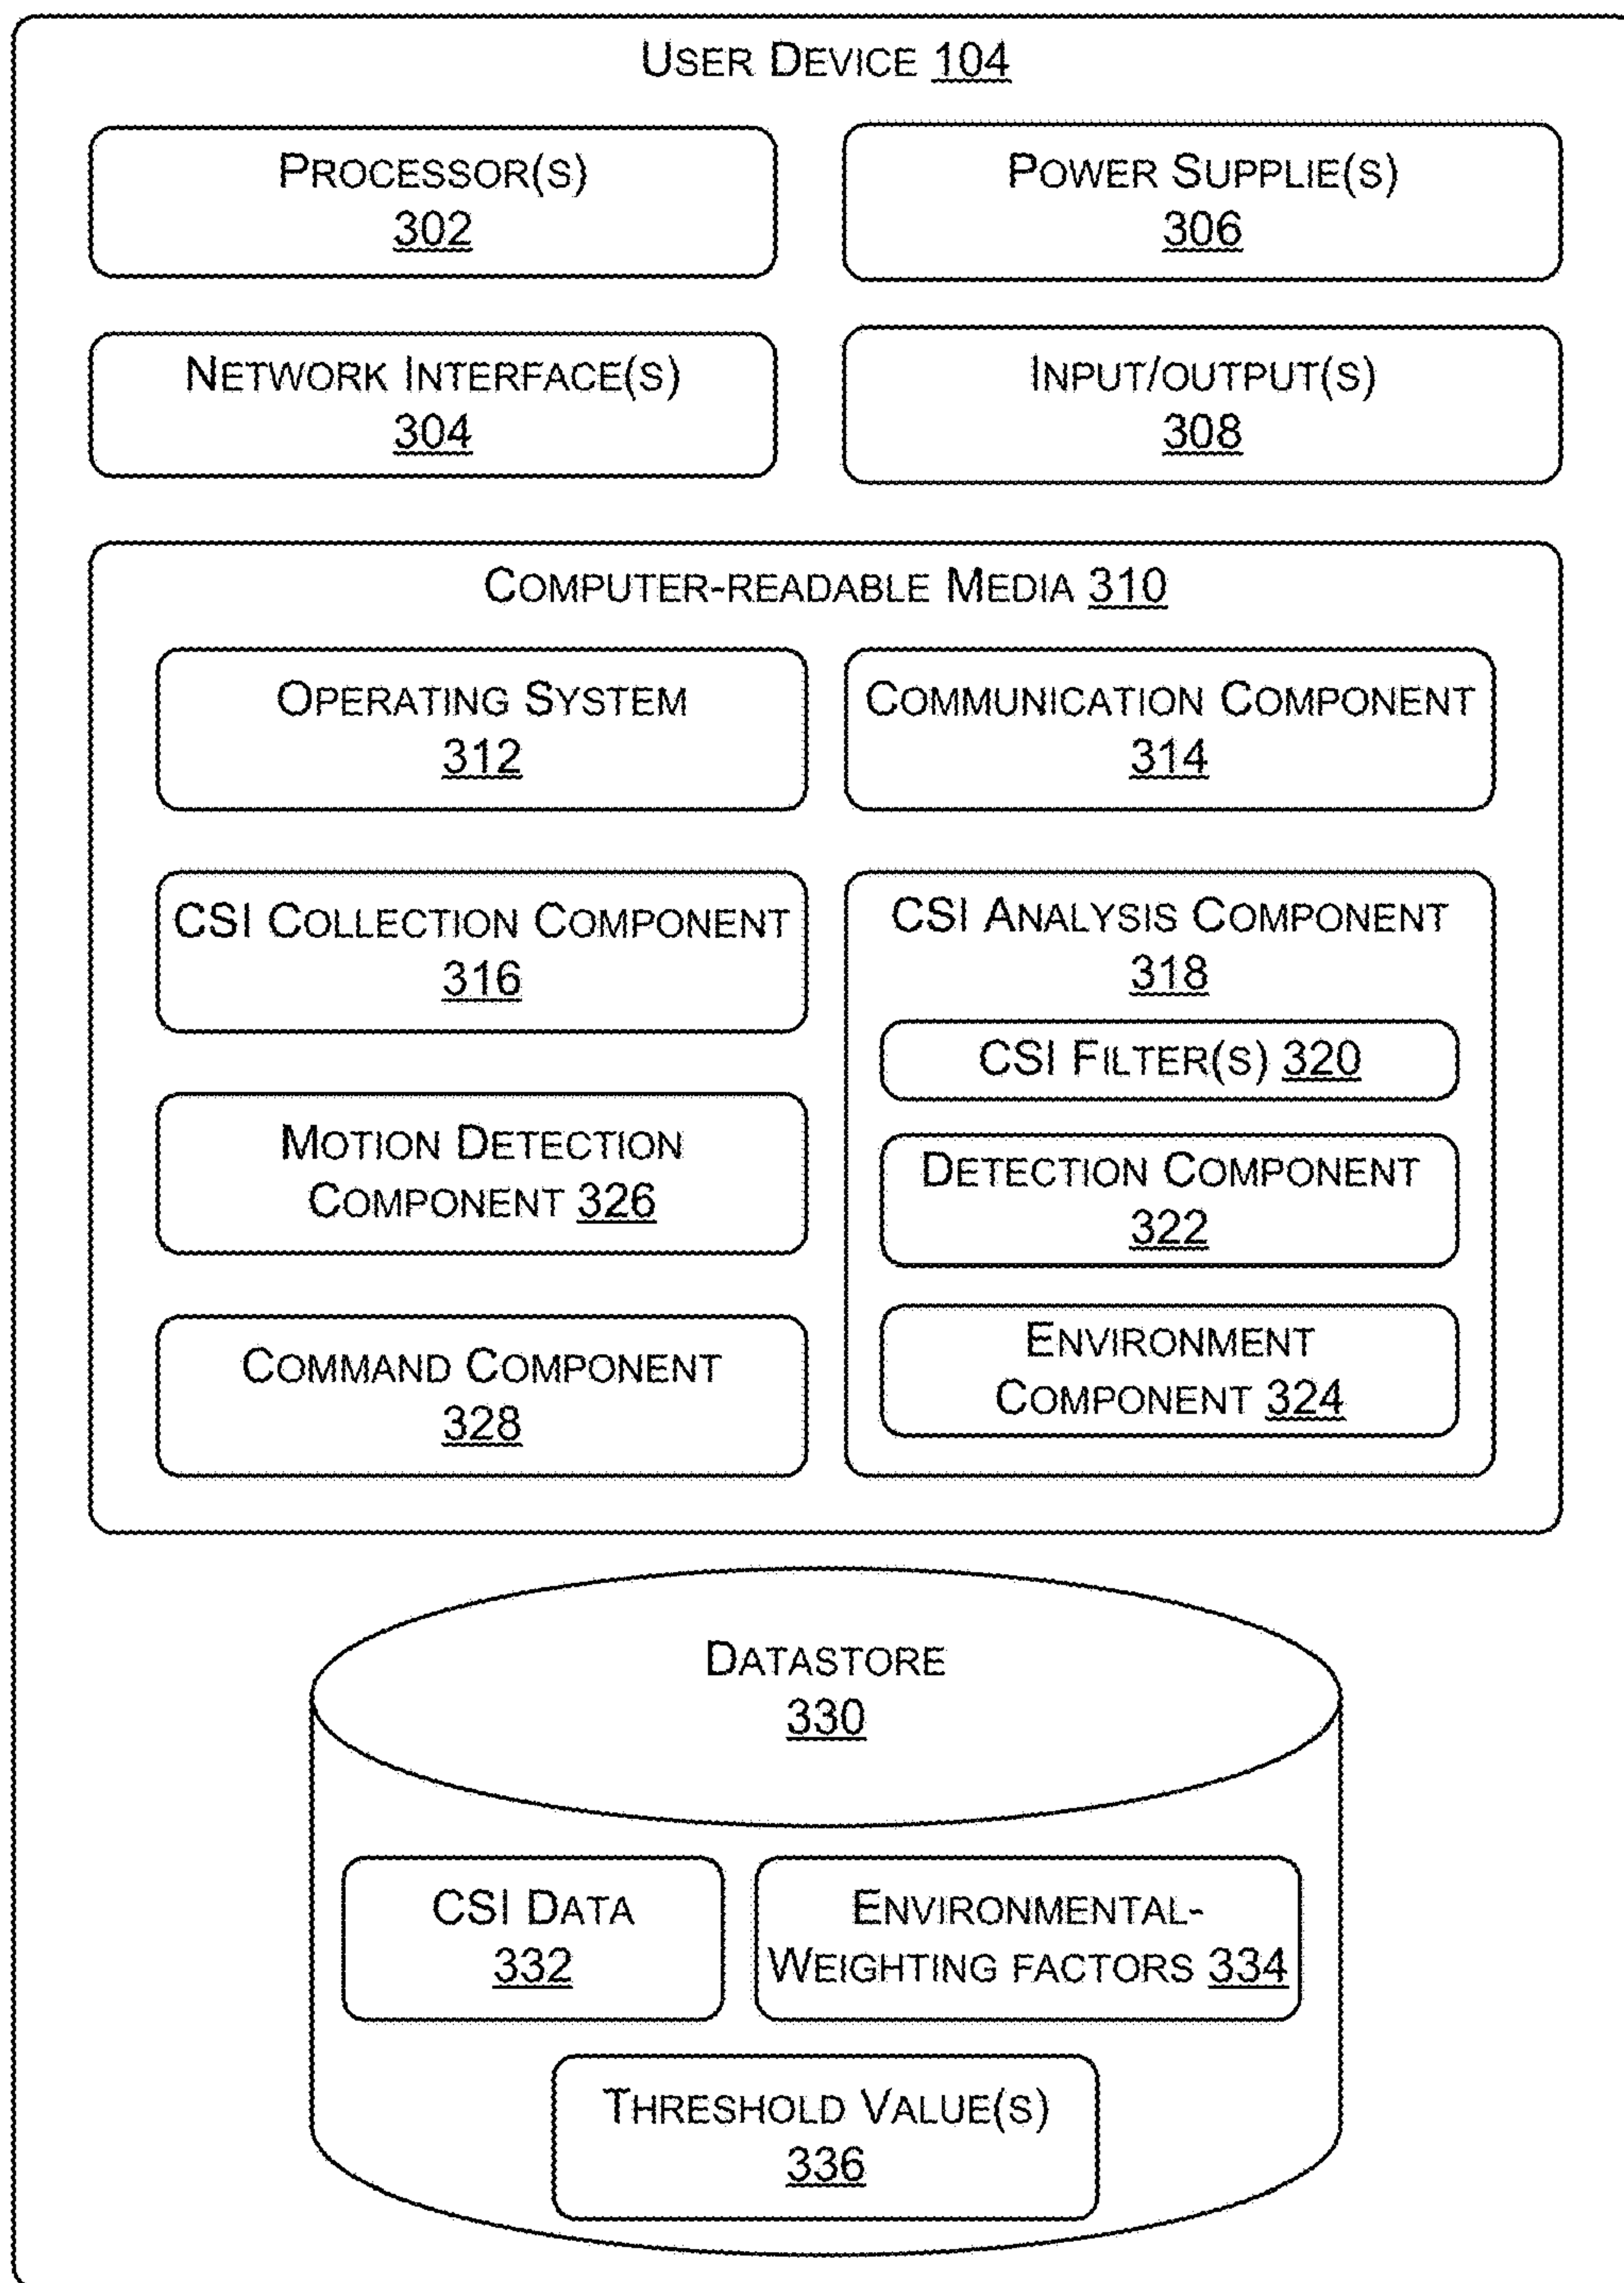 USER DEVICE 104
PROCESSOR(S)
302
POWER SUPPLIE(S)
306
NETWORK INTERFACE(S)
304
INPUT/OUTPUT(S)
308
COMPUTER-READABLE MEDIA 310
OPERATING SYSTEM
312
COMMUNICATION COMPONENT
314
CSI COLLECTION COMPONENT
316
CSI ANALYSIS COMPONENT
318
CSI FILTER(S) 320
DETECTION COMPONENT
322
ENVIRONMENT
COMPONENT 324
MOTION DETECTION
COMPONENT 326
COMMAND COMPONENT
328
DATASTORE
330
CSI DATA
332
ENVIRONMENTAL-
WEIGHTING FACTORS 334
THRESHOLD VALUE(S)
336